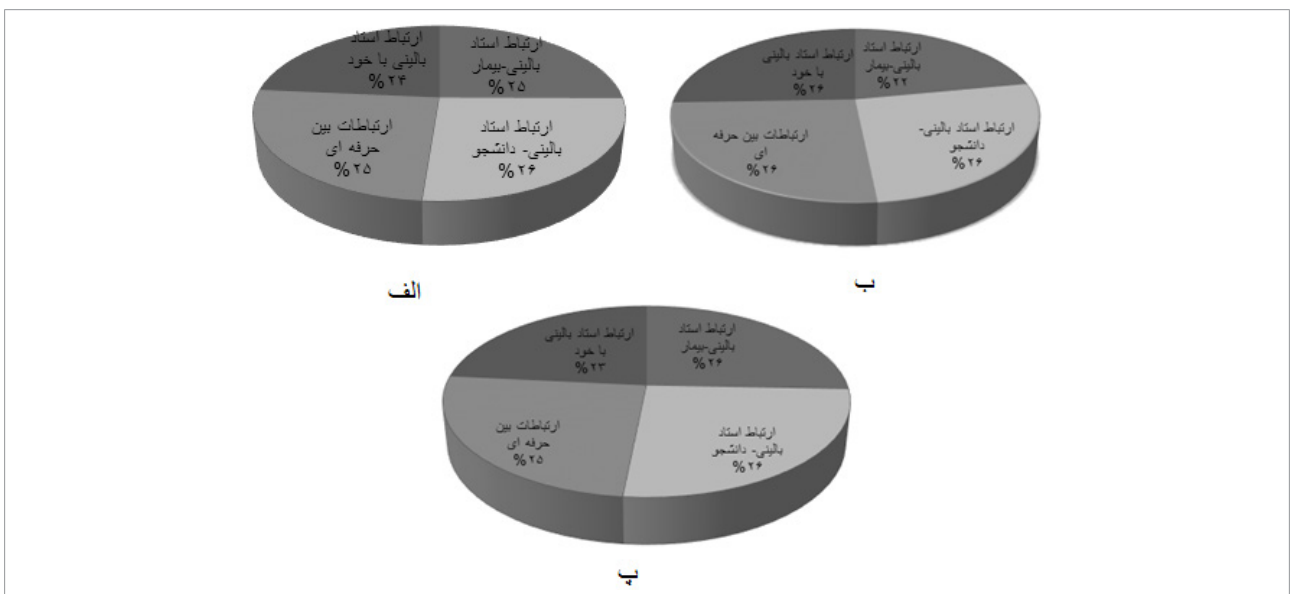 ارتباط استاد
بالینی-بیمار
%۲۵
ارتباط استاد
بالینی- دانشجو
%۲۶
ارتباطات بین
حرفه ای
%۲۵
ارتباط استاد
بالینی با خود
%۲۴
الف
ارتباط استاد
بالینی-بیمار
%۲۲
ارتباط استاد بالینی-
دانشجو
%۲۶
ارتباطات بین حرفه
ای
%۲۶
ارتباط استاد بالینی
با خود
%۲۶
ب
ارتباط استاد
بالینی-بیمار
%۲۶
ارتباط استاد
بالینی- دانشجو
%۲۶
ارتباطات بین
حرفه ای
%۲۵
ارتباط استاد بالینی
با خود
%۲۳
پ